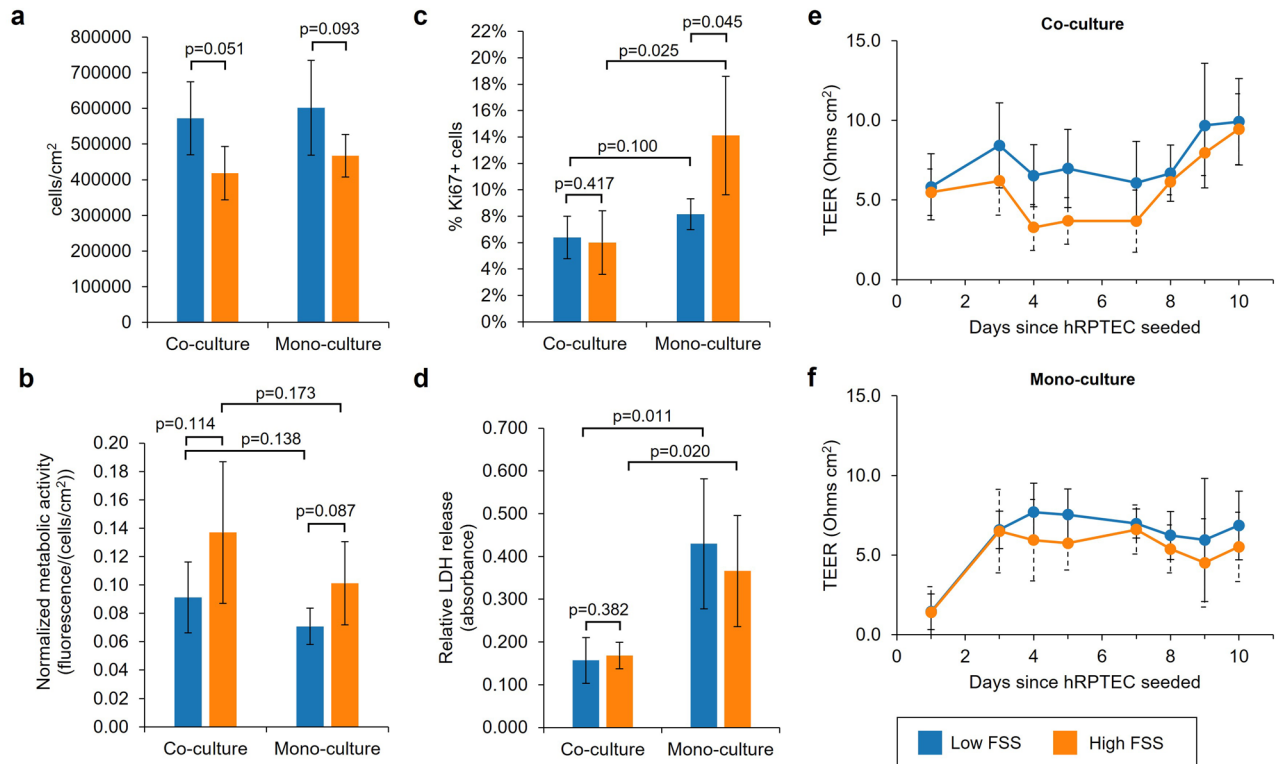 a
800000
700000
600000
500000
400000
300000
200000
100000
0
cells/cm²
p=0.051
p=0.093
Co-culture
Mono-culture
b
0.20
0.18
0.16
0.14
0.12
0.10
0.08
0.06
0.04
0.02
0.00
Normalized metabolic activity
(fluorescence/(cells/cm²))
p=0.173
p=0.114
p=0.138
p=0.087
Co-culture
Mono-culture
c
22%
20%
18%
16%
14%
12%
10%
8%
6%
4%
2%
0%
% Ki67+ cells
p=0.045
p=0.025
p=0.100
p=0.417
Co-culture
Mono-culture
d
0.700
0.600
0.500
0.400
0.300
0.200
0.100
0.000
Relative LDH release
(absorbance)
p=0.011
p=0.020
p=0.382
Co-culture
Mono-culture
e
Co-culture
15.0
10.0
5.0
0.0
TEER (Ohms cm²)
0 2 4 6 8 10
Days since hRPTEC seeded
f
Mono-culture
15.0
10.0
5.0
0.0
TEER (Ohms cm²)
0 2 4 6 8 10
Days since hRPTEC seeded
Low FSS
High FSS